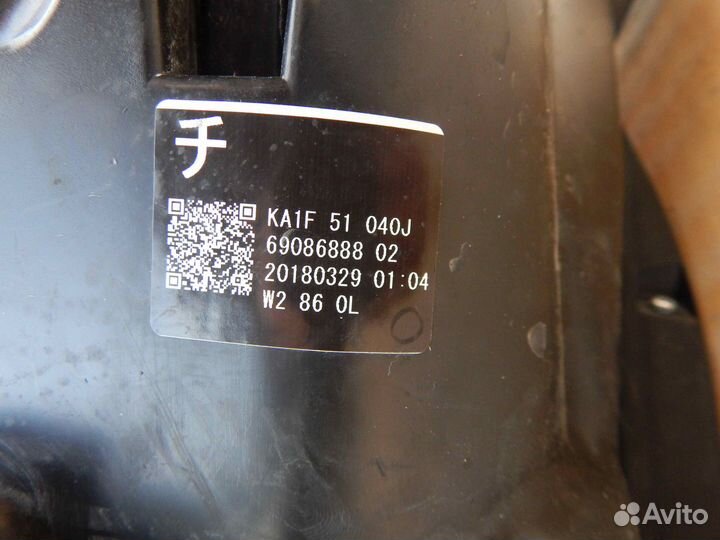 チ
KA1F 51 040J
69086888 02
20180329 01:04
W2 86 0L
Avito